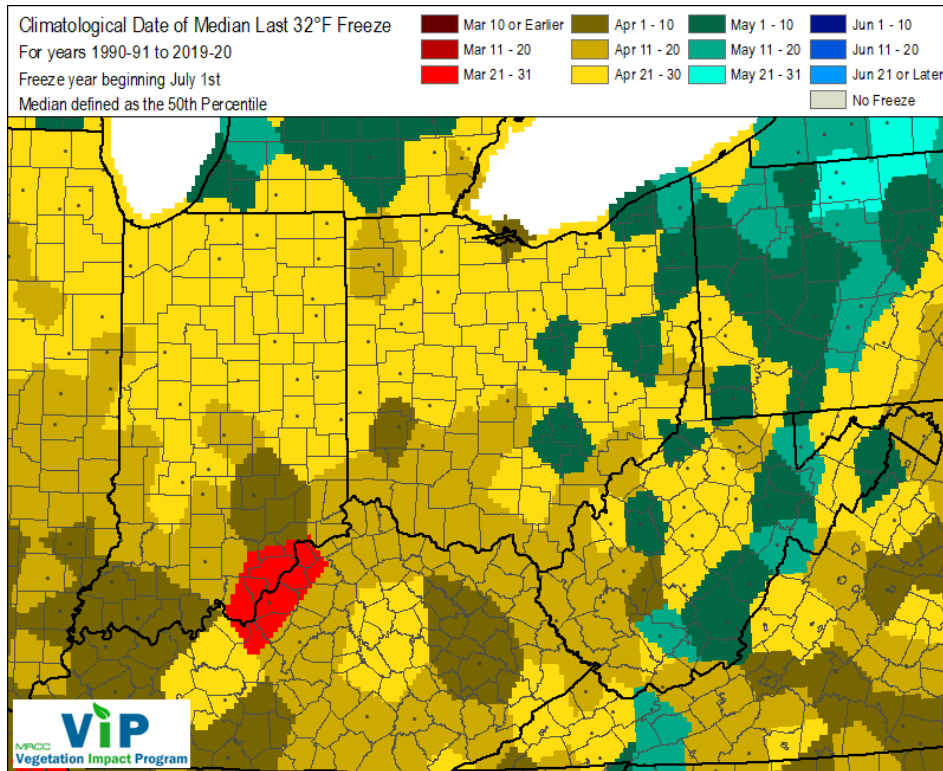 Climatological Date of Median Last 32°F Freeze
For years 1990-91 to 2019-20
Freeze year beginning July 1st
Median defined as the 50th Percentile
Mar 10 or Earlier
Mar 11 - 20
Mar 21 - 31
Apr 1 - 10
Apr 11 - 20
Apr 21 - 30
May 1 - 10
May 11 - 20
May 21 - 31
Jun 1 - 10
Jun 11 - 20
Jun 21 or Later
No Freeze
MRCC ViP
Vegetation Impact Program